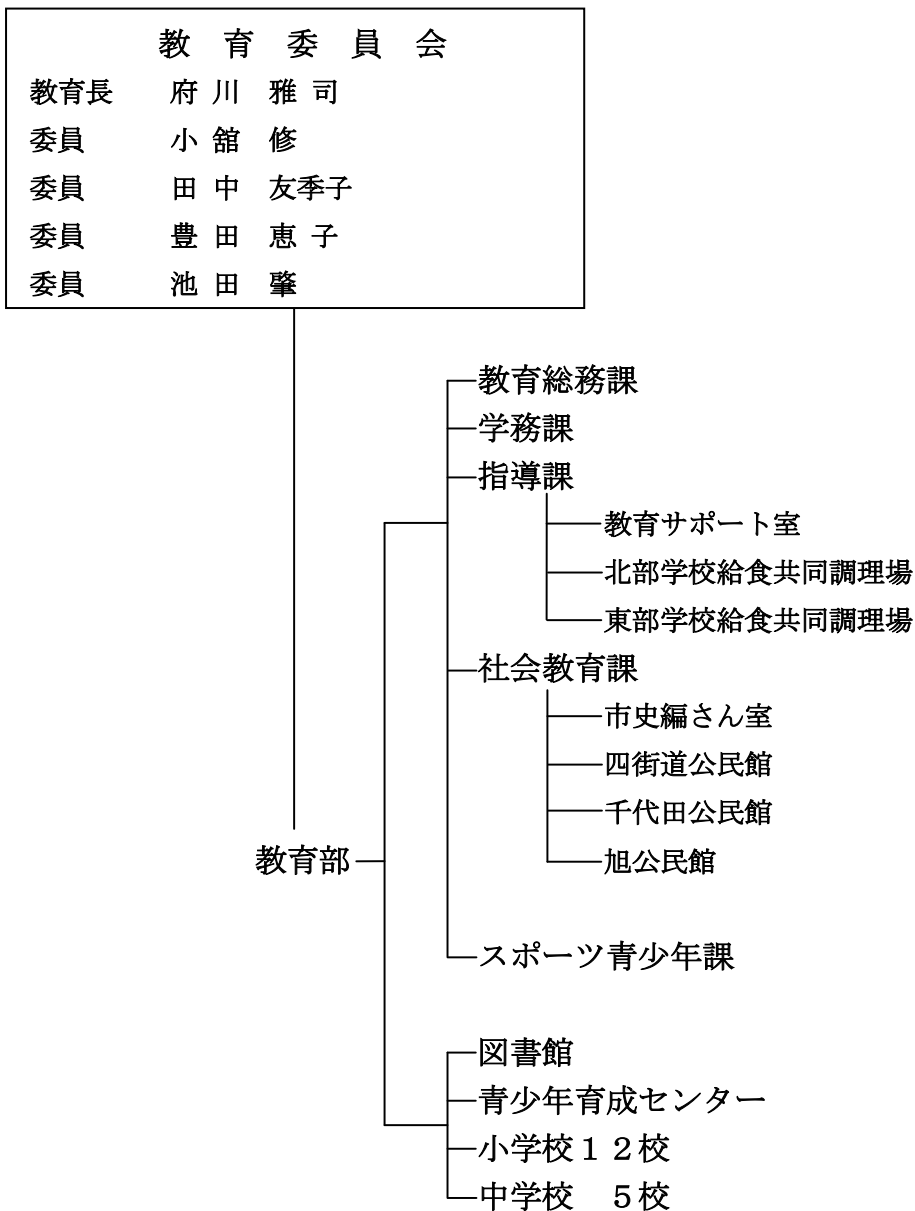 教 育 委 員 会
教育長　府 川　雅 司
委員　小 舘　修
委員　田 中　友季子
委員　豊 田　恵 子
委員　池 田　肇
教育総務課
学務課
指導課
教育サポート室
北部学校給食共同調理場
東部学校給食共同調理場
社会教育課
市史編さん室
四街道公民館
千代田公民館
旭公民館
教育部
スポーツ青少年課
図書館
青少年育成センター
小学校１２校
中学校　５校